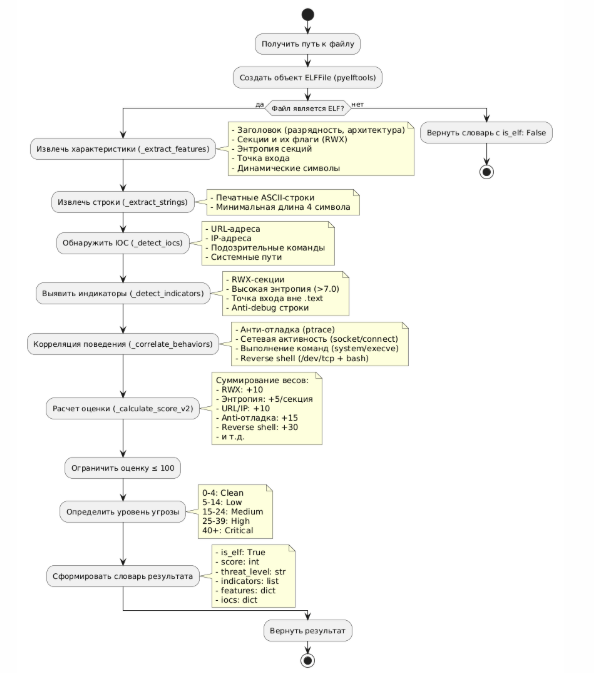 Получить путь к файлу
Создать объект ELFFile (pyelftools)
да
Файл является ELF?
нет
Вернуть словарь с is_elf: False
Извлечь характеристики (_extract_features)
- Заголовок (разрядность, архитектура)
- Секции и их флаги (RWX)
- Энтропия секций
- Точка входа
- Динамические символы
Извлечь строки (_extract_strings)
- Печатные ASCII-строки
- Минимальная длина 4 символа
Обнаружить IOC (_detect_iocs)
- URL-адреса
- IP-адреса
- Подозрительные команды
- Системные пути
Выявить индикаторы (_detect_indicators)
- RWX-секции
- Высокая энтропия (>7.0)
- Точка входа вне .text
- Anti-debug строки
Корреляция поведения (_correlate_behaviors)
- Анти-отладка (ptrace)
- Сетевая активность (socket/connect)
- Выполнение команд (system/execve)
- Reverse shell (/dev/tcp + bash)
Расчет оценки (_calculate_score_v2)
Суммирование весов:
- RWX: +10
- Энтропия: +5/секция
- URL/IP: +10
- Anti-отладка: +15
- Reverse shell: +30
- и т.д.
Ограничить оценку ≤ 100
Определить уровень угрозы
0-4: Clean
5-14: Low
15-24: Medium
25-39: High
40+: Critical
Сформировать словарь результата
- is_elf: True
- score: int
- threat_level: str
- indicators: list
- features: dict
- iocs: dict
Вернуть результат